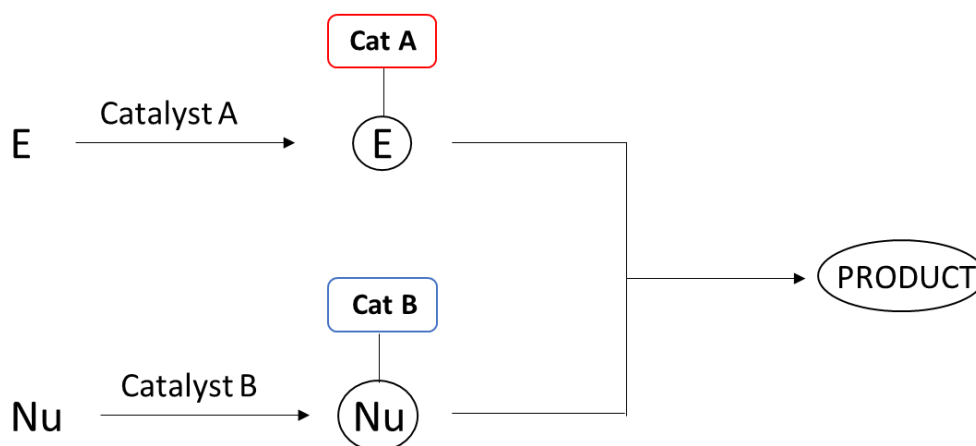 Cat A
E
Catalyst A
E
PRODUCT
Cat B
Nu
Catalyst B
Nu